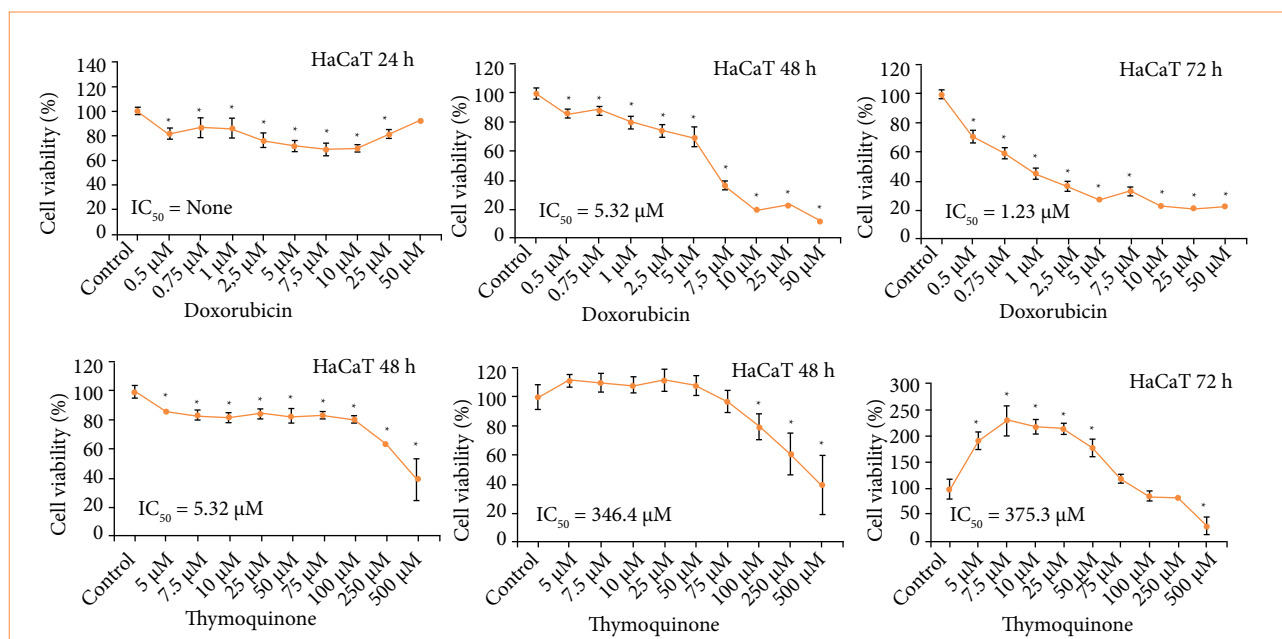 HaCaT 24 h
Cell viability (%)
140
120
100
80
60
40
20
0
IC50 = None
Control
0.5 µM
0.75 µM
1 µM
2,5 µM
5 µM
7,5 µM
10 µM
25 µM
50 µM
Doxorubicin
HaCaT 48 h
Cell viability (%)
120
100
80
60
40
20
0
IC50 = 5.32 µM
Control
0.5 µM
0.75 µM
1 µM
2,5 µM
5 µM
7,5 µM
10 µM
25 µM
50 µM
Doxorubicin
HaCaT 72 h
Cell viability (%)
120
100
80
60
40
20
0
IC50 = 1.23 µM
Control
0.5 µM
0.75 µM
1 µM
2,5 µM
5 µM
7,5 µM
10 µM
25 µM
50 µM
Doxorubicin
HaCaT 48 h
Cell viability (%)
120
100
80
60
40
20
0
IC50 = 5.32 µM
Control
5 µM
7.5 µM
10 µM
25 µM
50 µM
75 µM
100 µM
250 µM
500 µM
Thymoquinone
HaCaT 48 h
Cell viability (%)
120
100
80
60
40
20
0
IC50 = 346.4 µM
Control
5 µM
7.5 µM
10 µM
25 µM
50 µM
75 µM
100 µM
250 µM
500 µM
Thymoquinone
HaCaT 72 h
Cell viability (%)
300
250
200
150
100
50
0
IC50 = 375.3 µM
Control
5 µM
7.5 µM
10 µM
25 µM
50 µM
75 µM
100 µM
250 µM
500 µM
Thymoquinone